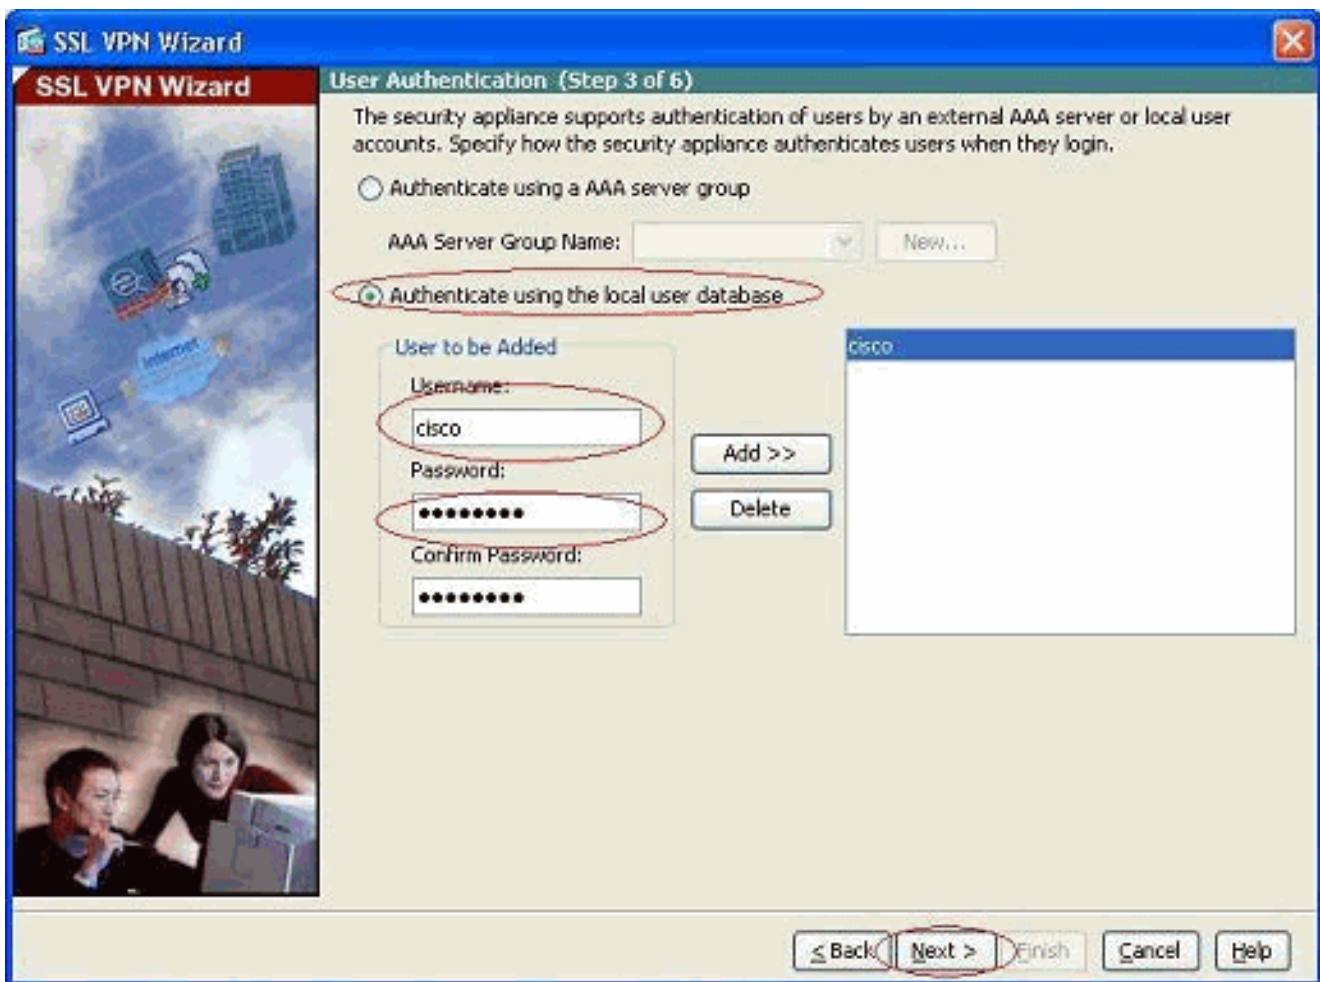 SSL VPN Wizard
SSL VPN Wizard
User Authentication (Step 3 of 6)
The security appliance supports authentication of users by an external AAA server or local user
accounts. Specify how the security appliance authenticates users when they login.
Authenticate using a AAA server group
AAA Server Group Name:
New...
Authenticate using the local user database
User to be Added
cisco
Username:
cisco
Add >>
Password:
●●●●●●●●
Delete
Confirm Password:
●●●●●●●●
Internet
< Back
Next >
Finish
Cancel
Help